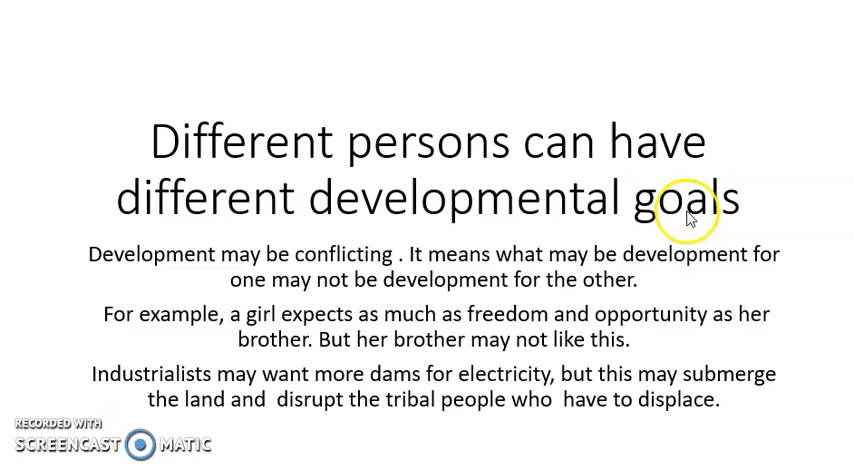 Different persons can have
different developmental goals
Development may be conflicting . It means what may be development for
one may not be development for the other.
For example, a girl expects as much as freedom and opportunity as her
brother. But her brother may not like this.
Industrialists may want more dams for electricity, but this may submerge
the land and  disrupt the tribal people who  have to displace.
RECORDED WITH
SCREENCAST MATIC